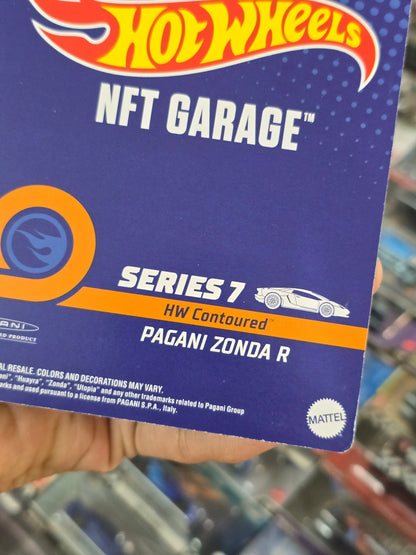 Hot Wheels
NFT GARAGE™
SERIES 7
HW Contoured™
PAGANI ZONDA R
RESALE. COLORS AND DECORATIONS MAY VARY.
"Huayra", "Zonda", "Utopia" and any other trademarks related to Pagani Group
and used pursuant to a license from PAGANI S.P.A., Italy.
PRODUCT
MATTEL